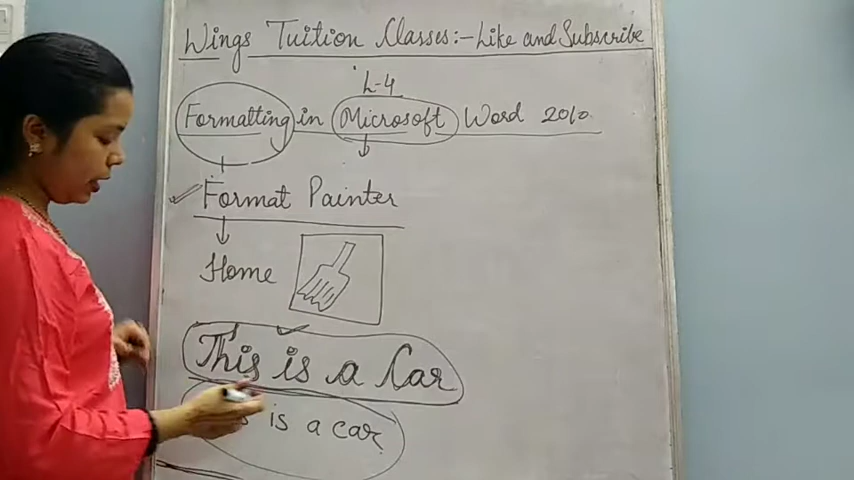 Wings Tuition Classes :- Like and Subscribe
L-4
Formatting in Microsoft Word 2010
Format Painter
Home
This is a Car
is a car